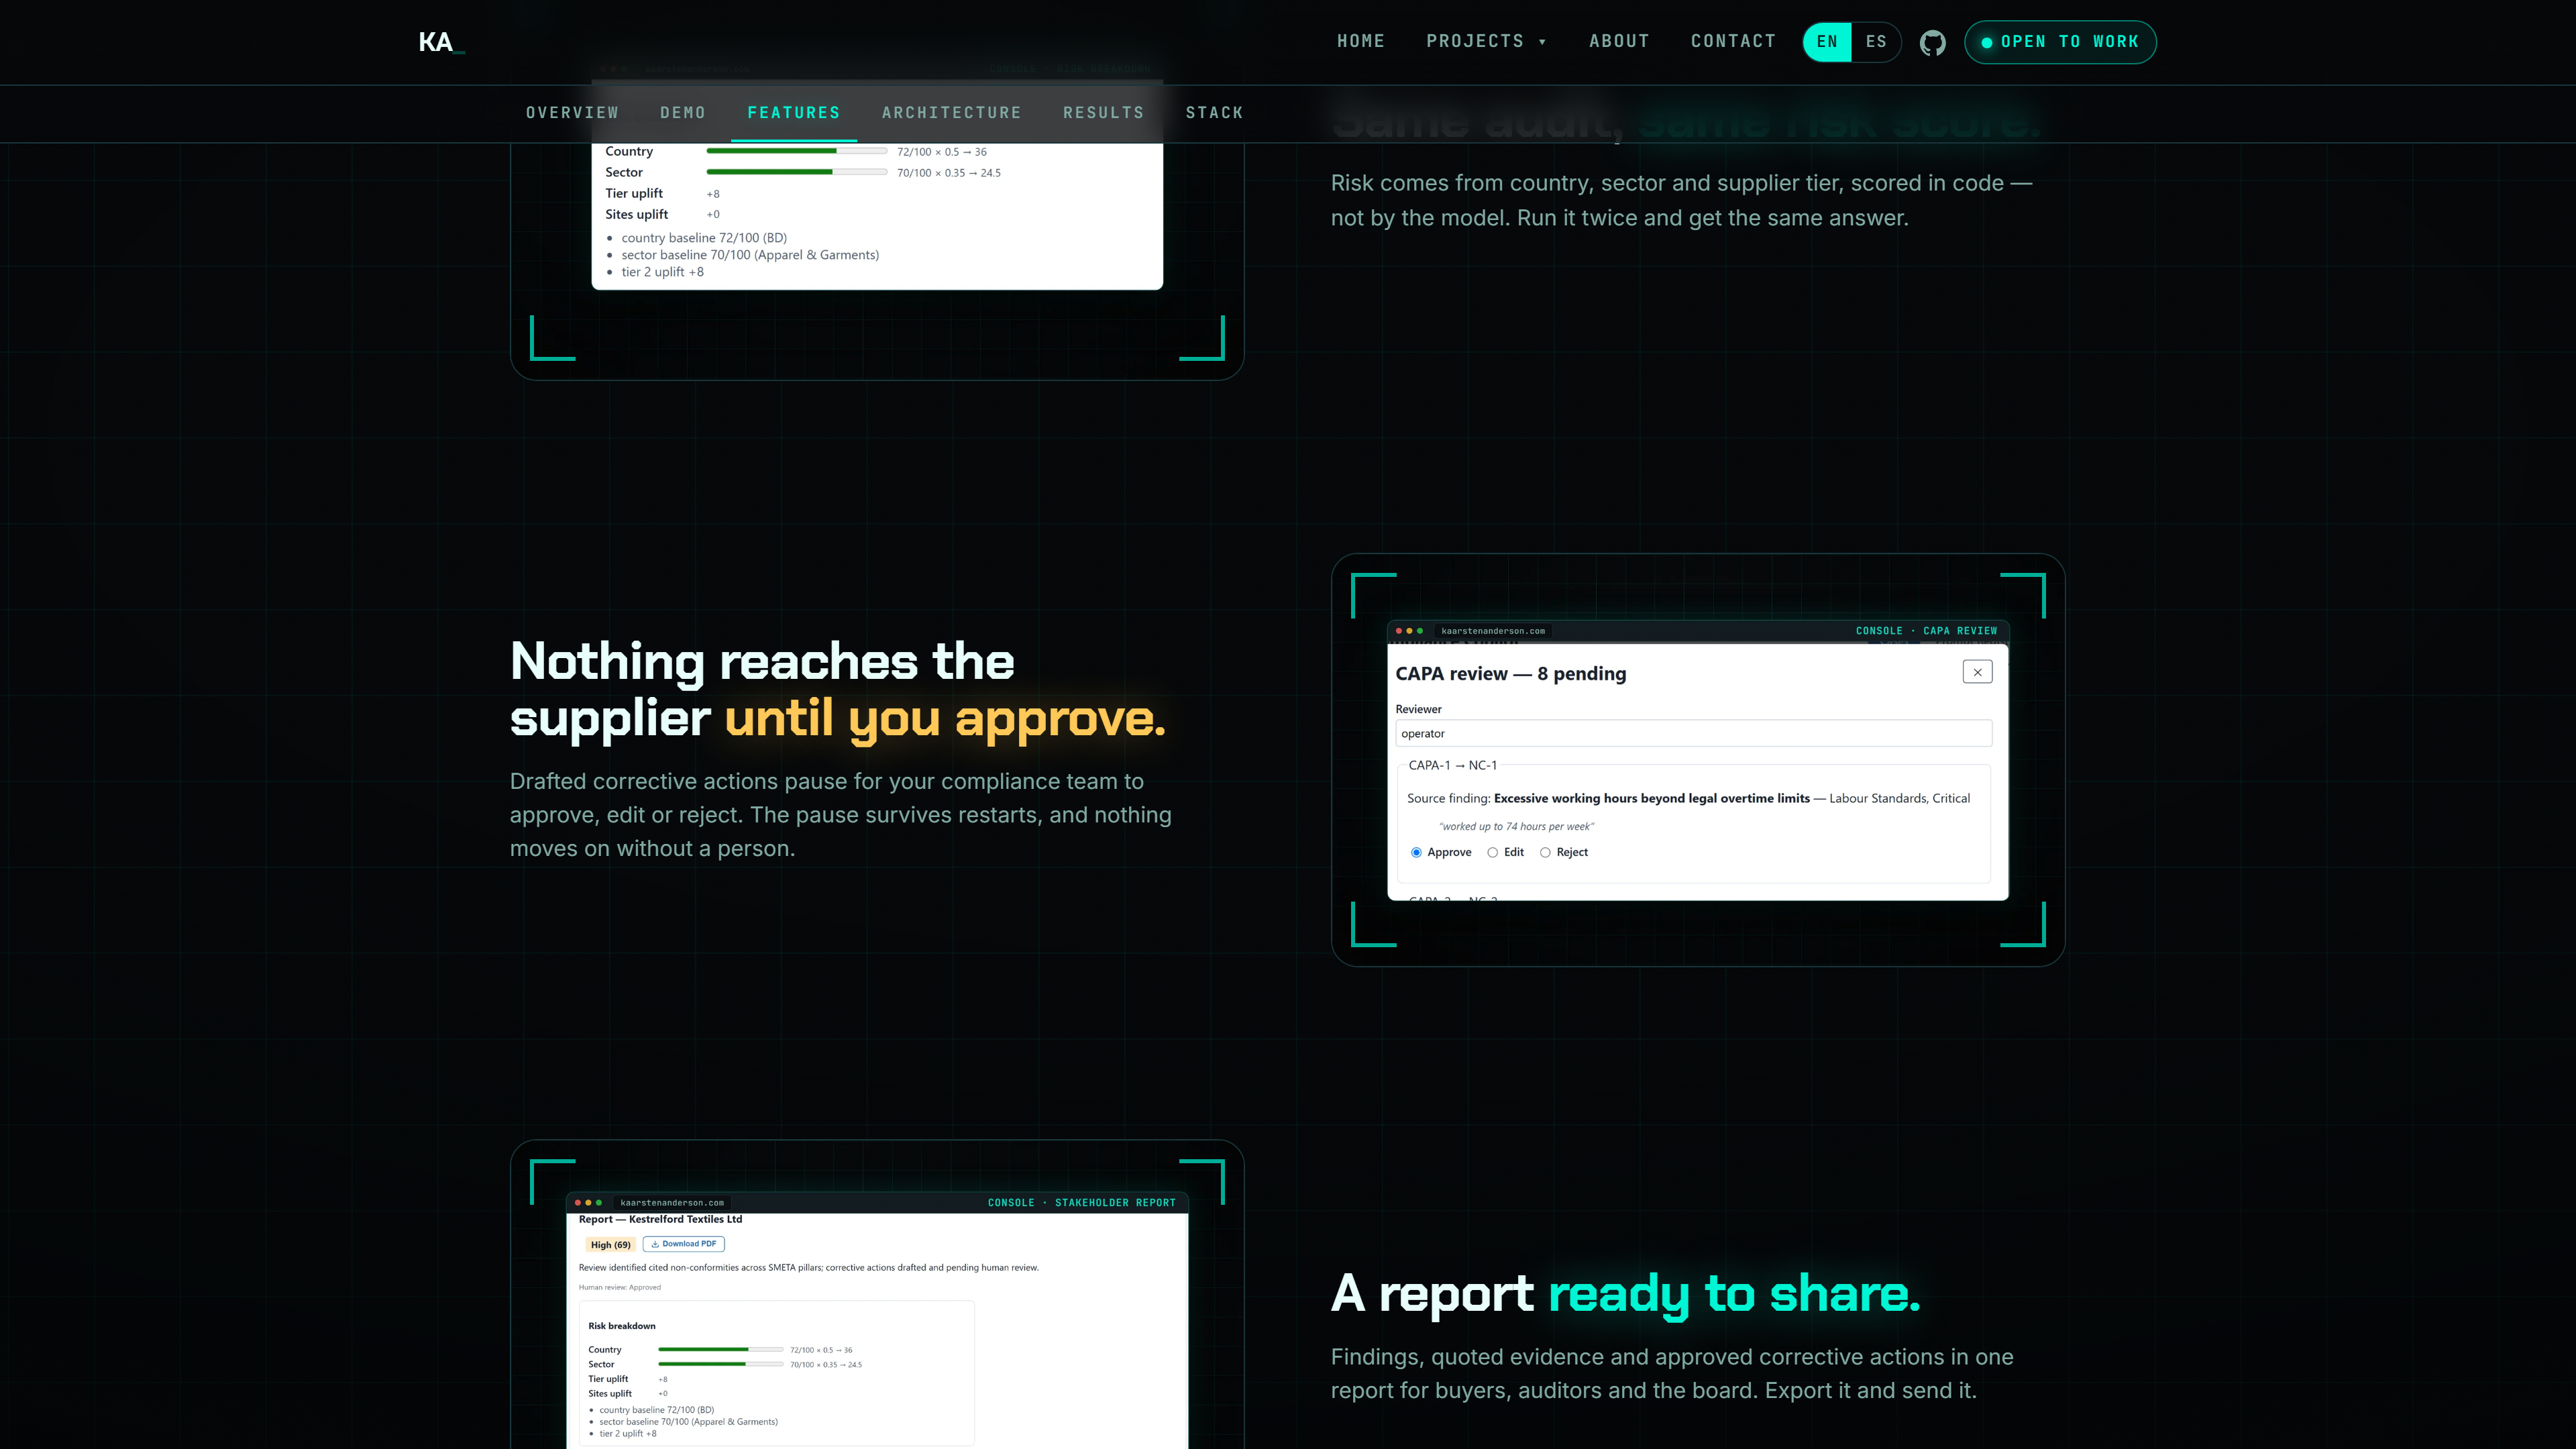 KA_
HOME PROJECTS ▾ ABOUT CONTACT EN ES OPEN TO WORK
OVERVIEW DEMO FEATURES ARCHITECTURE RESULTS STACK
Same audit, same risk score.
Country 72/100 × 0.5 → 36
Sector 70/100 × 0.35 → 24.5
Tier uplift +8
Sites uplift +0
• country baseline 72/100 (BD)
• sector baseline 70/100 (Apparel & Garments)
• tier 2 uplift +8
Risk comes from country, sector and supplier tier, scored in code —
not by the model. Run it twice and get the same answer.
Nothing reaches the
supplier until you approve.
Drafted corrective actions pause for your compliance team to
approve, edit or reject. The pause survives restarts, and nothing
moves on without a person.
kaarstenanderson.com CONSOLE · CAPA REVIEW
CAPA review — 8 pending
Reviewer
operator
CAPA-1 → NC-1
Source finding: Excessive working hours beyond legal overtime limits — Labour Standards, Critical
"worked up to 74 hours per week"
Approve Edit Reject
CAPA-2 → NC-2
kaarstenanderson.com CONSOLE · STAKEHOLDER REPORT
Report — Kestrelford Textiles Ltd
High (69) Download PDF
Review identified cited non-conformities across SMETA pillars; corrective actions drafted and pending human review.
Human review: Approved
Risk breakdown
Country 72/100 × 0.5 → 36
Sector 70/100 × 0.35 → 24.5
Tier uplift +8
Sites uplift +0
• country baseline 72/100 (BD)
• sector baseline 70/100 (Apparel & Garments)
• tier 2 uplift +8
A report ready to share.
Findings, quoted evidence and approved corrective actions in one
report for buyers, auditors and the board. Export it and send it.